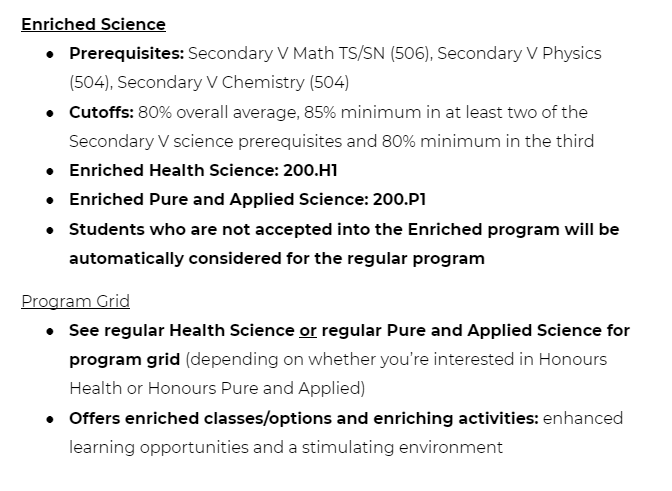 Enriched Science
● Prerequisites: Secondary V Math TS/SN (506), Secondary V Physics
(504), Secondary V Chemistry (504)
● Cutoffs: 80% overall average, 85% minimum in at least two of the
Secondary V science prerequisites and 80% minimum in the third
● Enriched Health Science: 200.H1
● Enriched Pure and Applied Science: 200.P1
● Students who are not accepted into the Enriched program will be
automatically considered for the regular program
Program Grid
● See regular Health Science or regular Pure and Applied Science for
program grid (depending on whether you're interested in Honours
Health or Honours Pure and Applied)
● Offers enriched classes/options and enriching activities: enhanced
learning opportunities and a stimulating environment